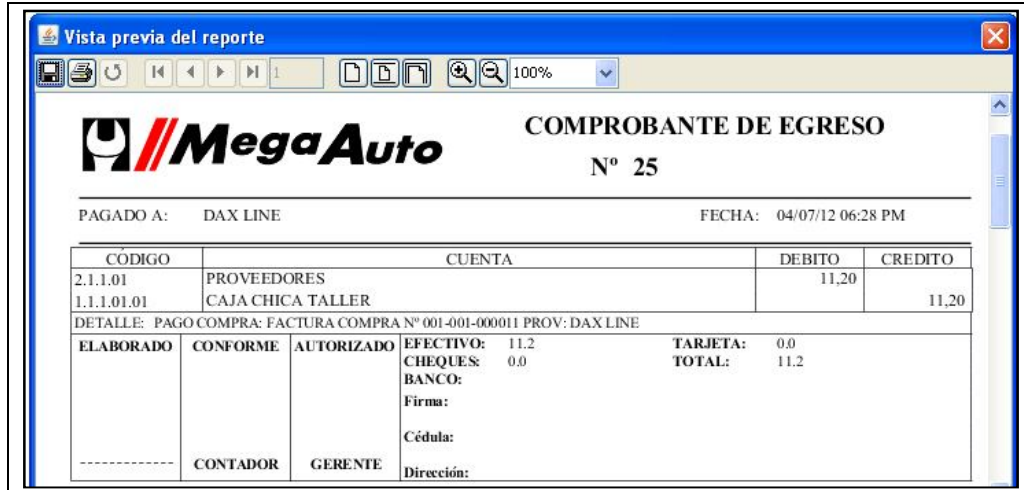 Vista previa del reporte
1 100%
MegaAuto
COMPROBANTE DE EGRESO
Nº 25
PAGADO A: DAX LINE FECHA: 04/07/12 06:28 PM
CÓDIGO CUENTA DEBITO CREDITO
2.1.1.01 PROVEEDORES 11,20
1.1.1.01.01 CAJA CHICA TALLER 11,20
DETALLE: PAGO COMPRA: FACTURA COMPRA Nº 001-001-000011 PROV: DAX LINE
ELABORADO CONFORME AUTORIZADO EFECTIVO: 11.2 TARJETA: 0.0
CHEQUES: 0.0 TOTAL: 11.2
BANCO:
Firma:
Cédula:
------------- CONTADOR GERENTE
Dirección: